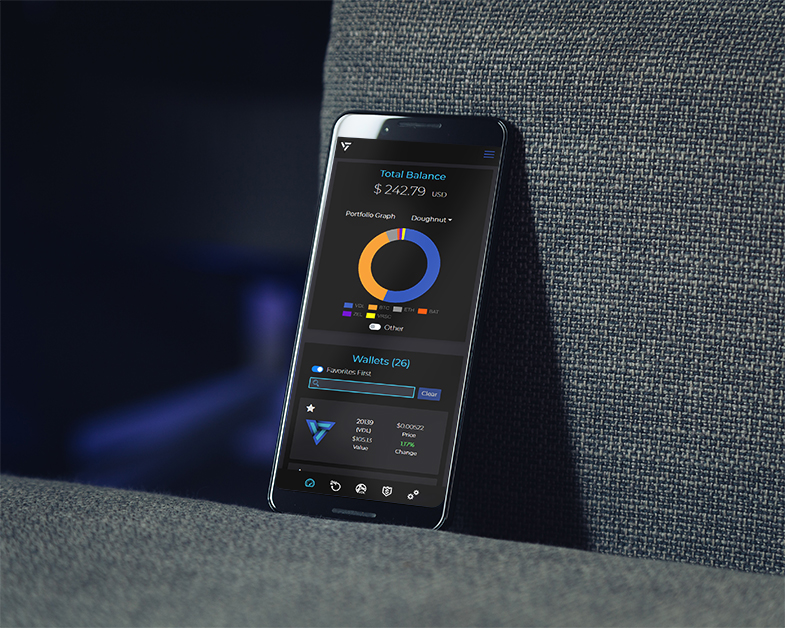 Total Balance
$ 242.79 USD
Portfolio Graph Doughnut
VDL BTC ETH BAT
ZEL VRSC
Other
Wallets (26)
Favorites First
Clear
20139 $0.00522
(VDL) Price
$105.13 1.17%
Value Change